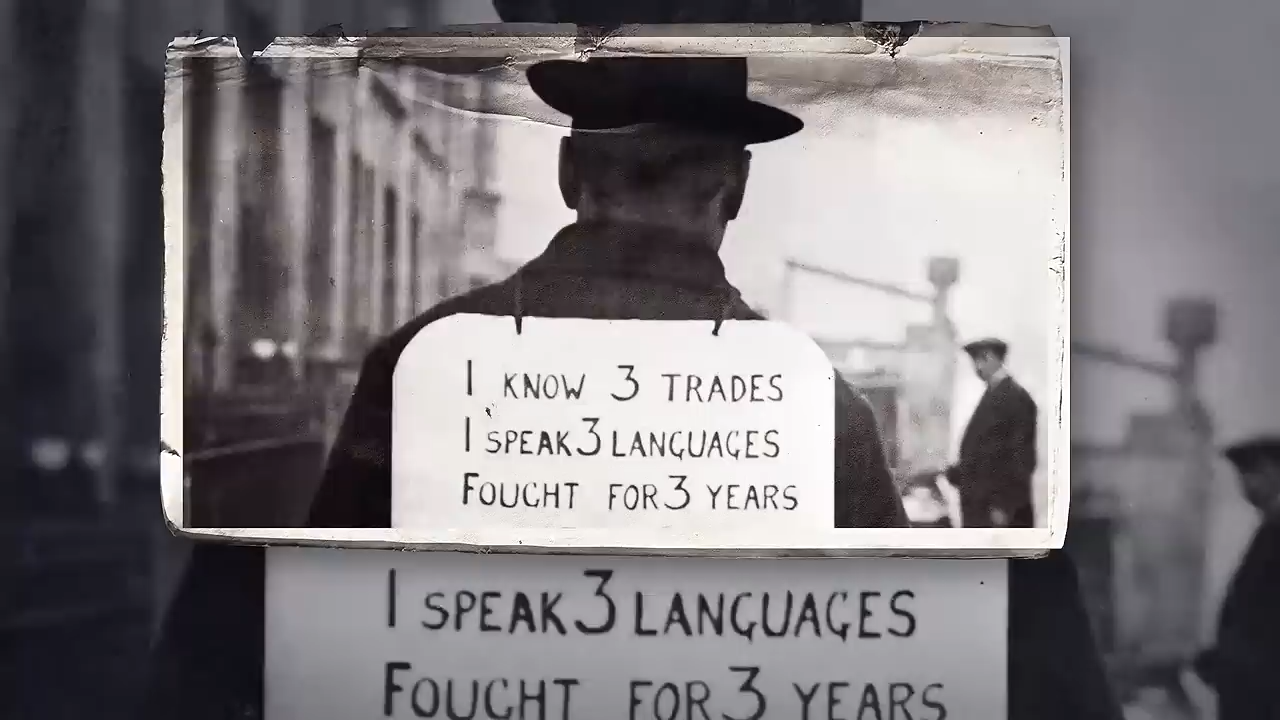 I KNOW 3 TRADES
I SPEAK 3 LANGUAGES
FOUGHT FOR 3 YEARS
I SPEAK 3 LANGUAGES
FOUGHT FOR 3 YEARS